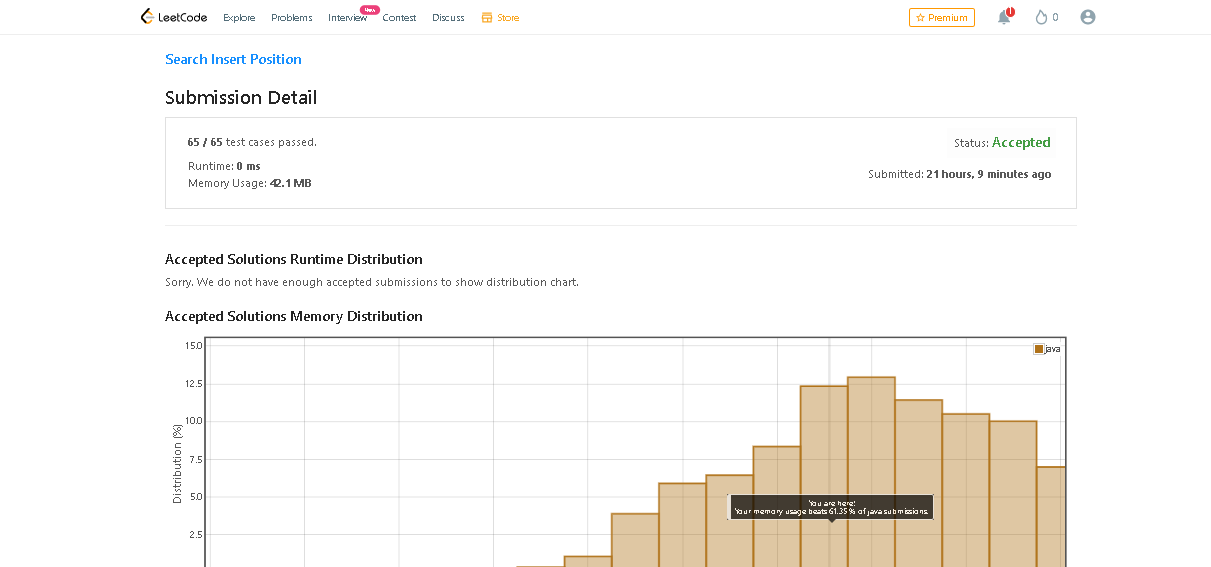 LeetCode Explore Problems Interview New Contest Discuss Store Premium 1 0
Search Insert Position
Submission Detail
65 / 65 test cases passed.
Status: Accepted
Runtime: 0 ms
Submitted: 21 hours, 9 minutes ago
Memory Usage: 42.1 MB
Accepted Solutions Runtime Distribution
Sorry. We do not have enough accepted submissions to show distribution chart.
Accepted Solutions Memory Distribution
15.0
java
12.5
10.0
Distribution (%)
7.5
5.0
You are here!
Your memory usage beats 61.35 % of java submissions.
2.5